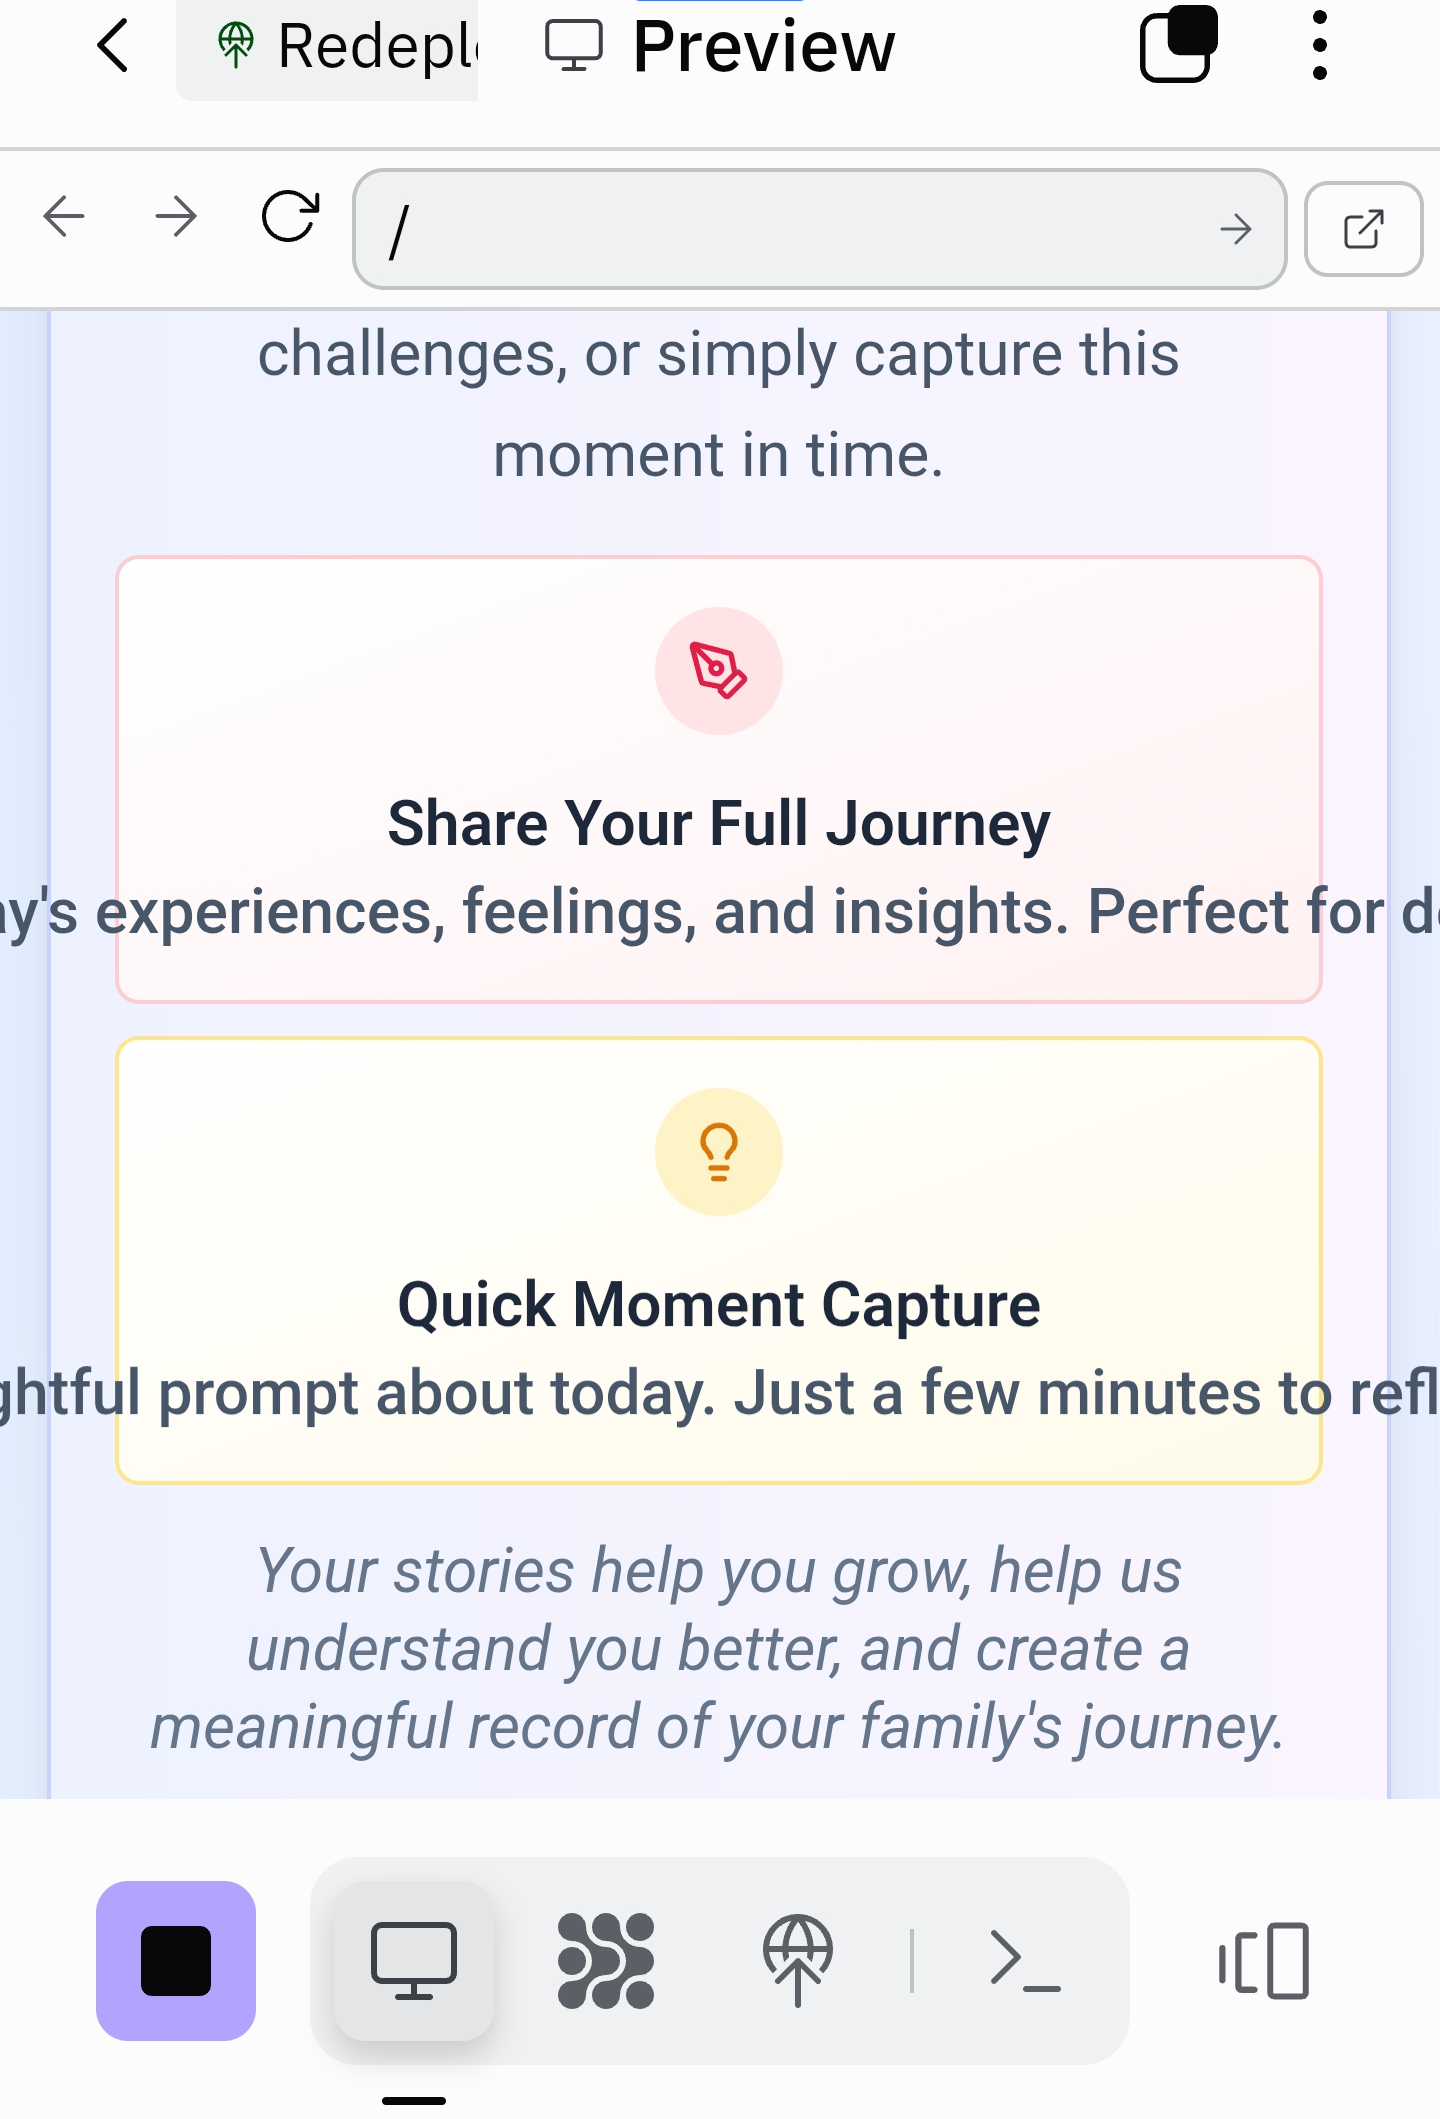 Redepl
Preview
/
challenges, or simply capture this
moment in time.
Share Your Full Journey
experiences, feelings, and insights. Perfect for
Quick Moment Capture
prompt about today. Just a few minutes to
Your stories help you grow, help us
understand you better, and create a
meaningful record of your family's journey.